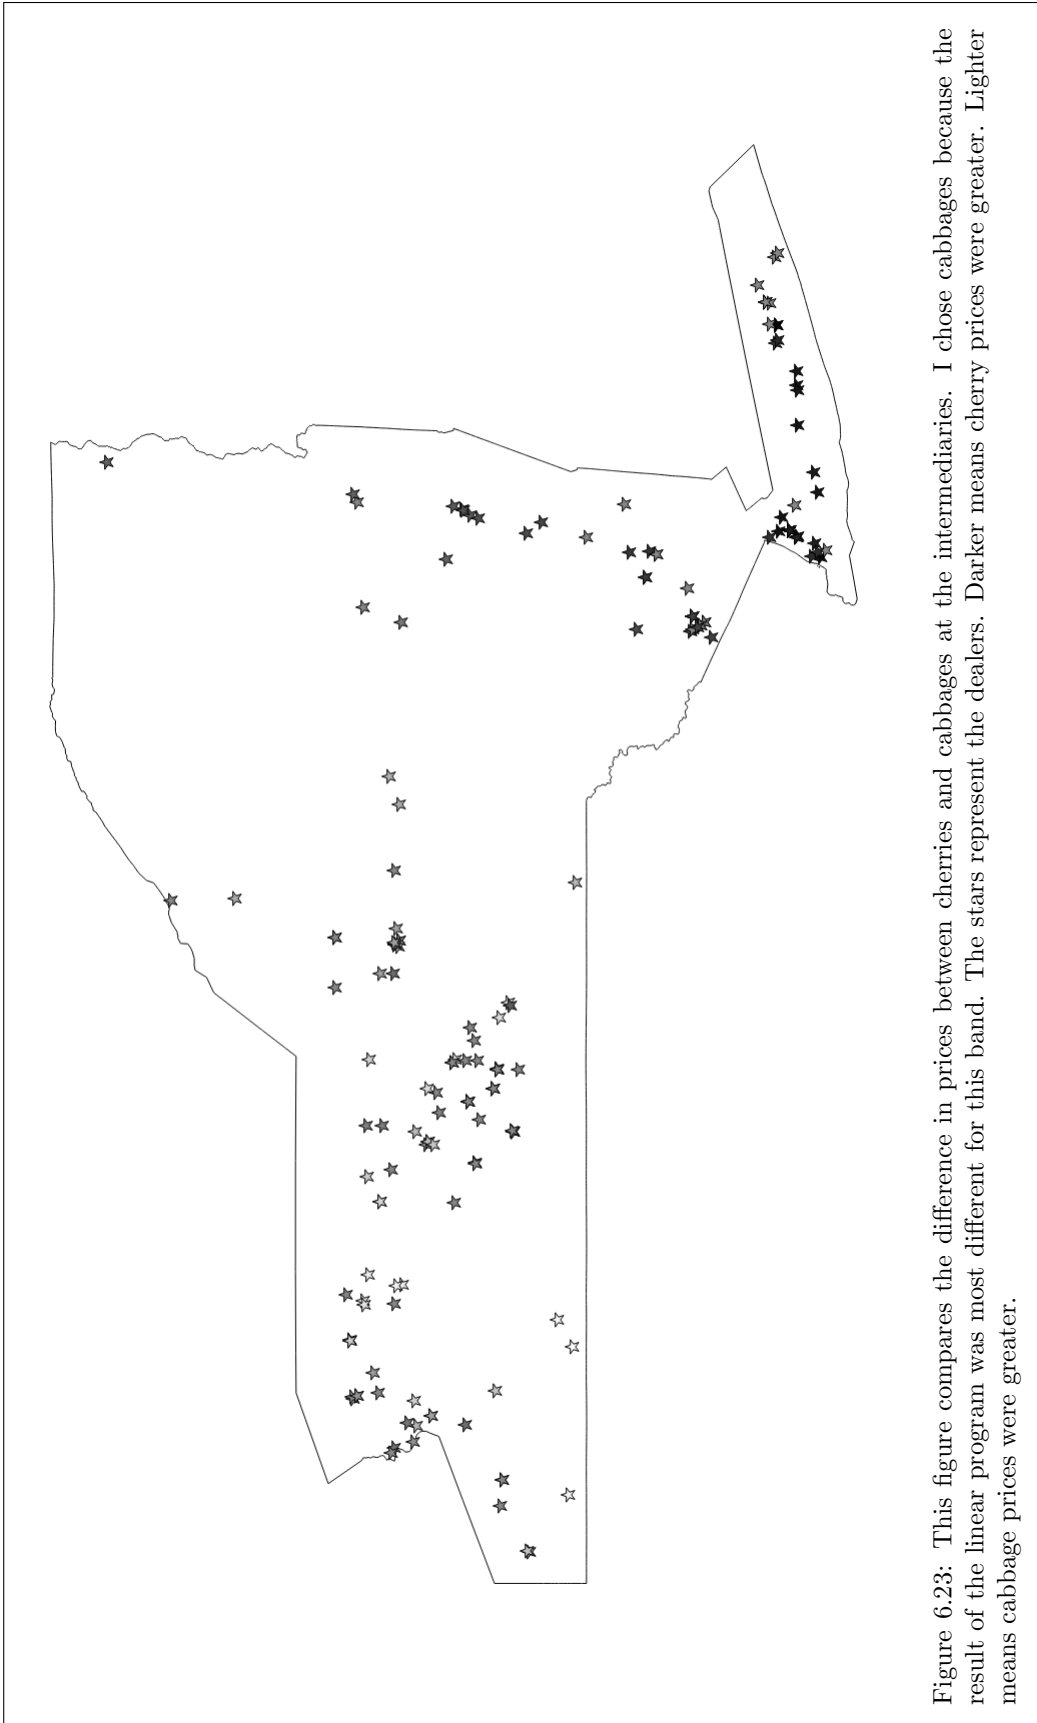 Figure 6.23: This figure compares the difference in prices between cherries and cabbages at the intermediaries. I chose cabbages because the
result of the linear program was most different for this band. The stars represent the dealers. Darker means cherry prices were greater. Lighter
means cabbage prices were greater.